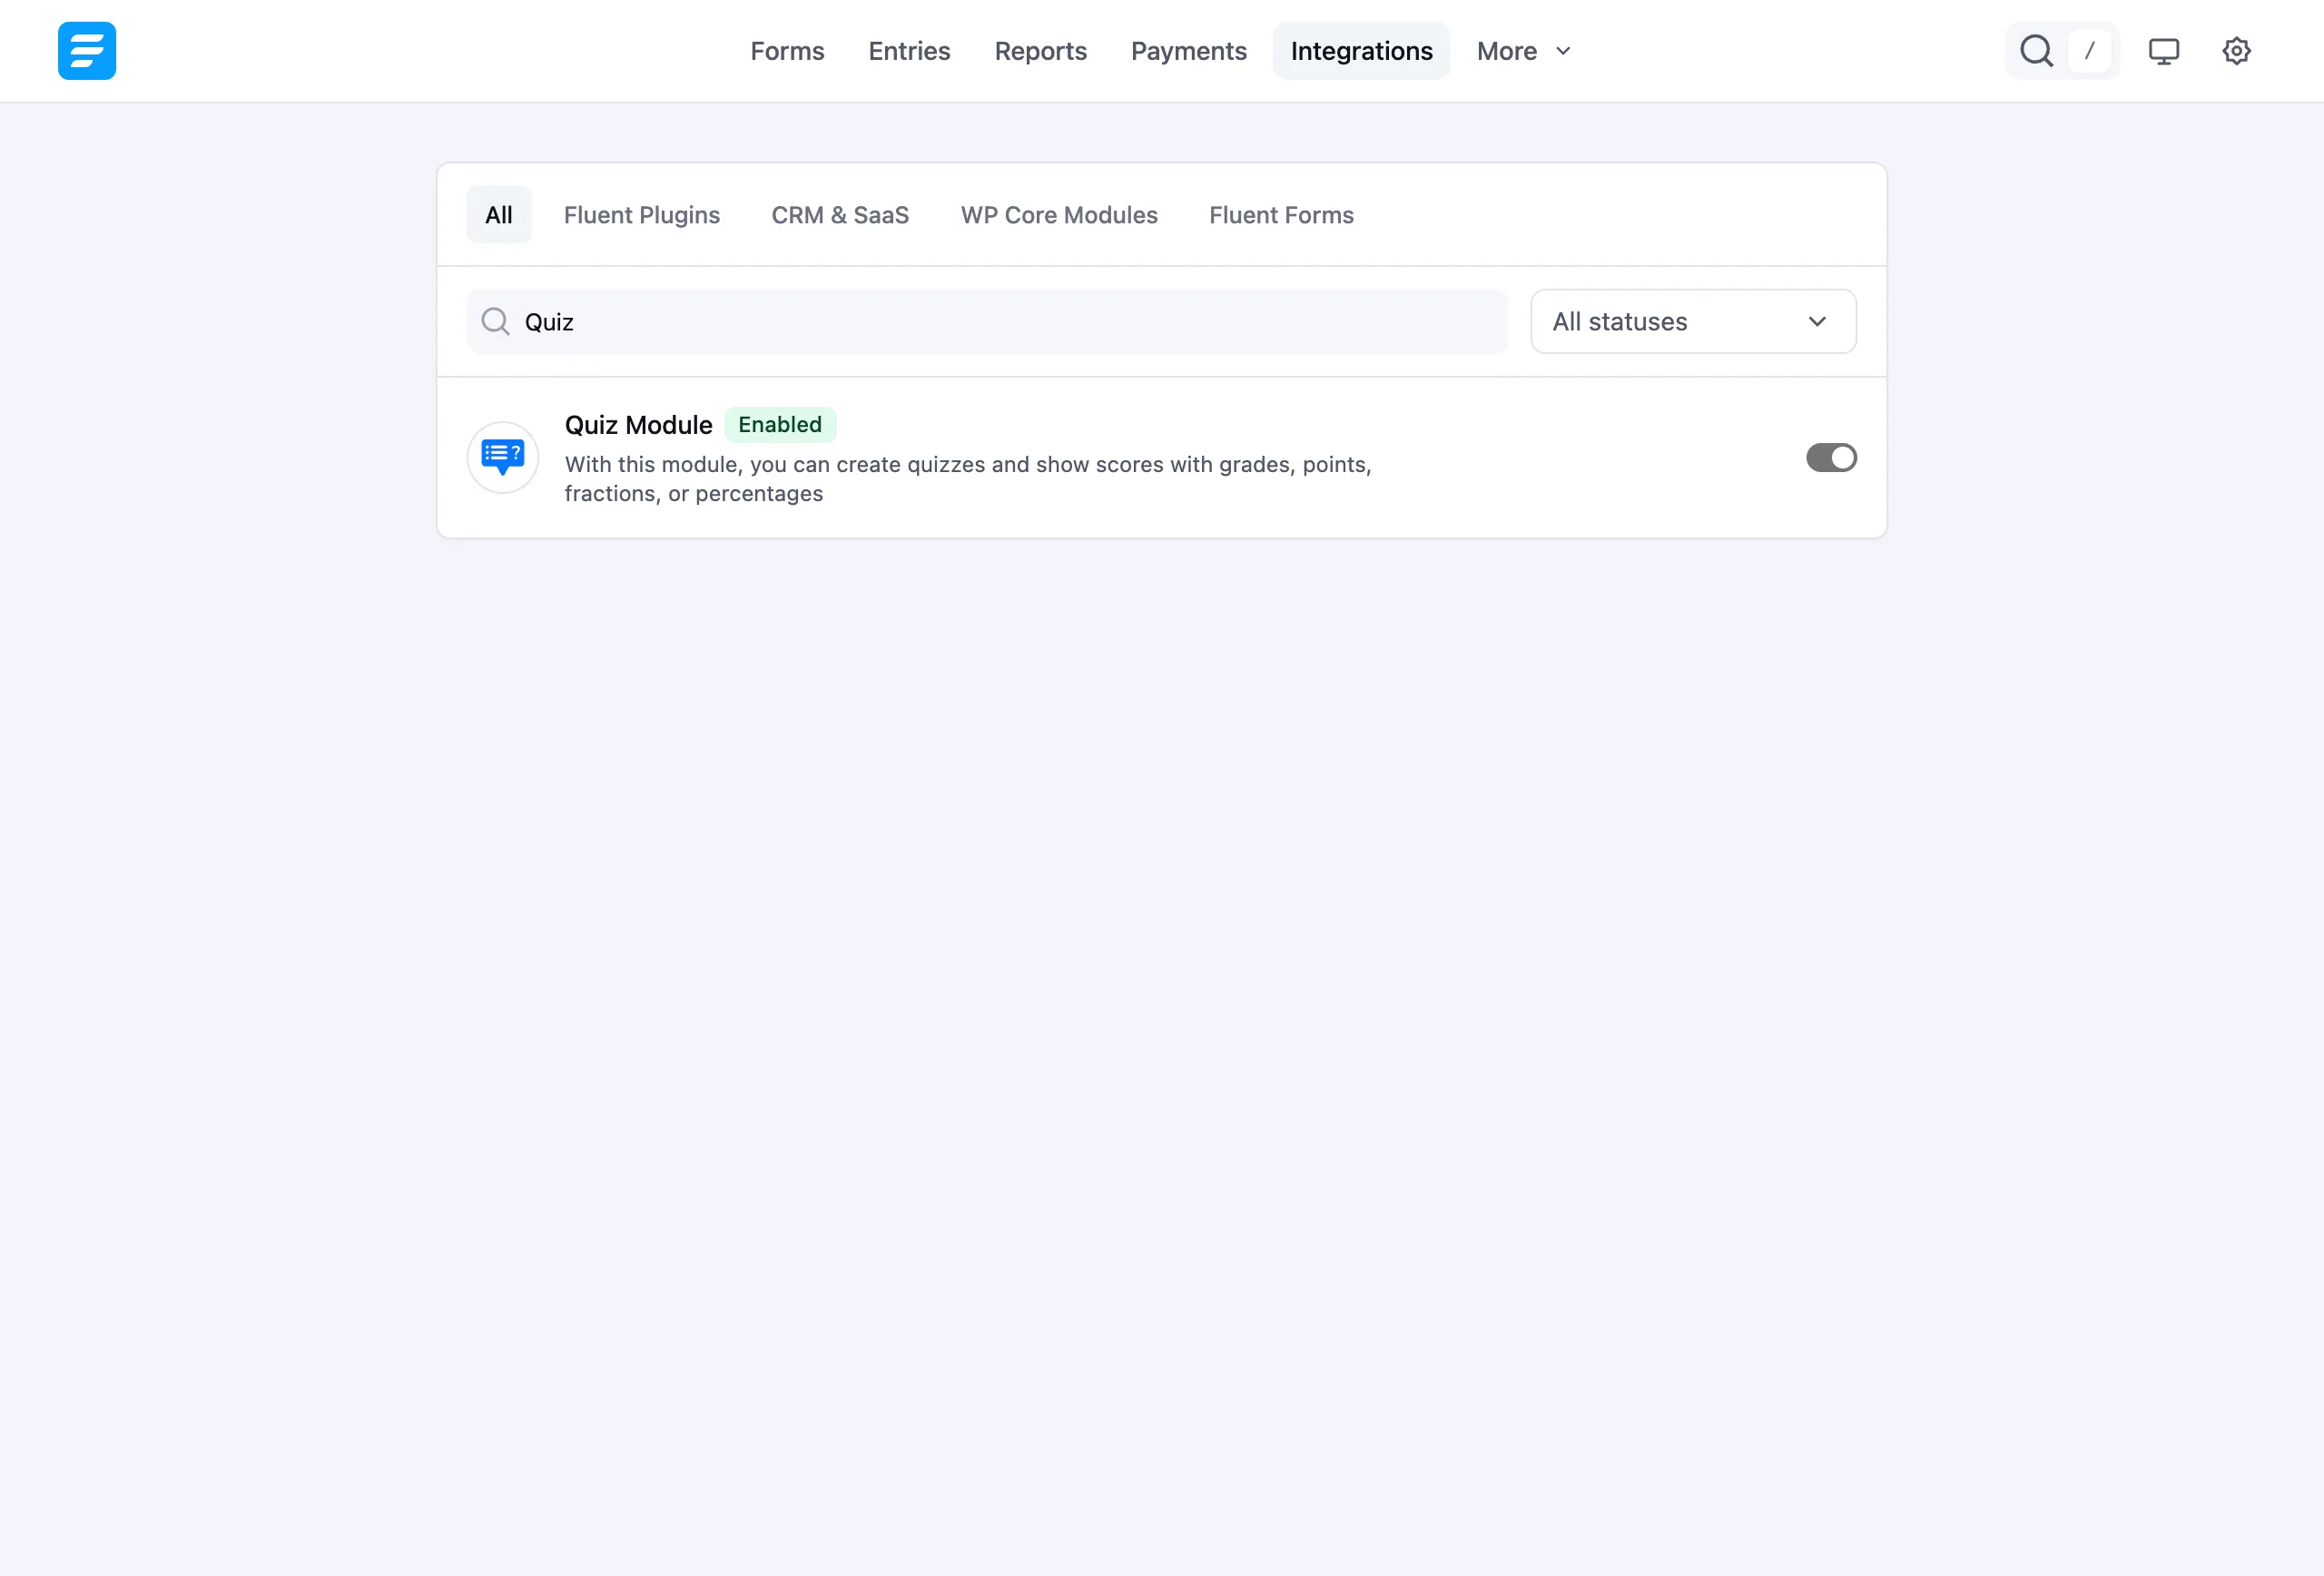 Forms Entries Reports Payments Integrations More /
All Fluent Plugins CRM & SaaS WP Core Modules Fluent Forms
Quiz All statuses
Quiz Module Enabled
With this module, you can create quizzes and show scores with grades, points,
fractions, or percentages